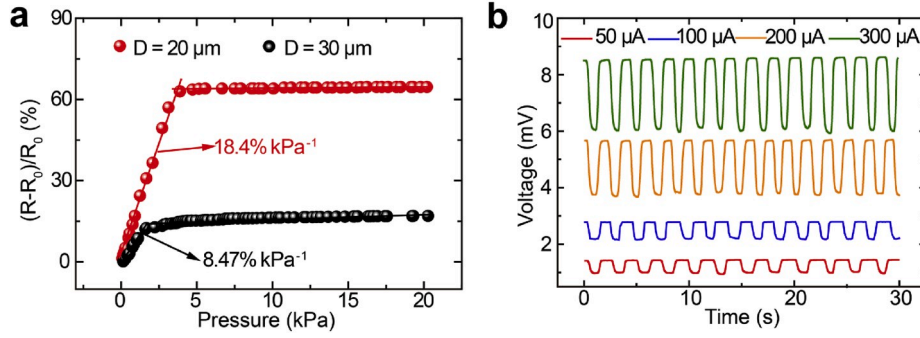 a
D = 20 μm
D = 30 μm
(R-R₀)/R₀ (%)
90
60
30
0
18.4% kPa⁻¹
8.47% kPa⁻¹
0
5
10
15
20
Pressure (kPa)
b
50 μA
100 μA
200 μA
300 μA
Voltage (mV)
8
6
4
2
0
10
20
30
Time (s)